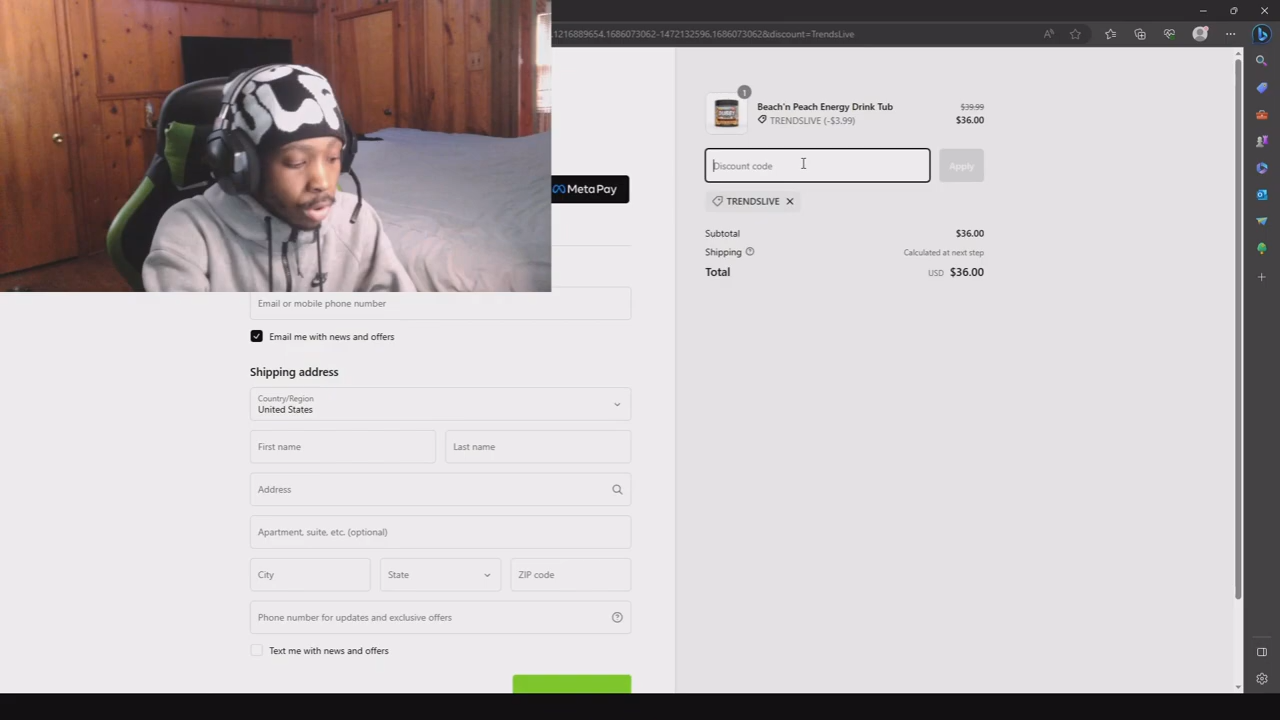 .1216889654.1686073062-1472132596.1686073062&discount=TrendsLive
1
Beach'n Peach Energy Drink Tub
$39.99
TRENDSLIVE (-$3.99)
$36.00
Discount code
Apply
Meta Pay
TRENDSLIVE
Subtotal
$36.00
Shipping
Calculated at next step
Total
USD $36.00
Email or mobile phone number
Email me with news and offers
Shipping address
Country/Region
United States
First name
Last name
Address
Apartment, suite, etc. (optional)
City
State
ZIP code
Phone number for updates and exclusive offers
Text me with news and offers